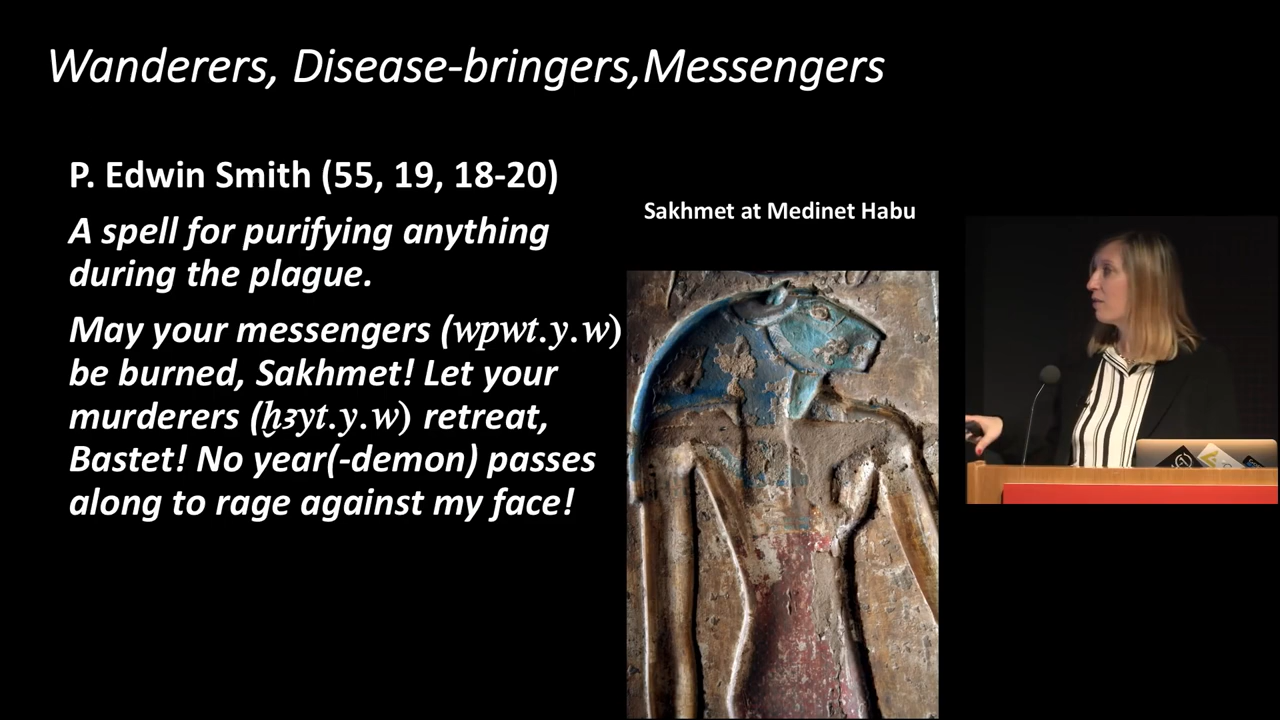 Wanderers, Disease-bringers,Messengers
P. Edwin Smith (55, 19, 18-20)
A spell for purifying anything
during the plague.
May your messengers (wpwt.y.w)
be burned, Sakhmet! Let your
murderers (ḫꜣyt.y.w) retreat,
Bastet! No year(-demon) passes
along to rage against my face!
Sakhmet at Medinet Habu